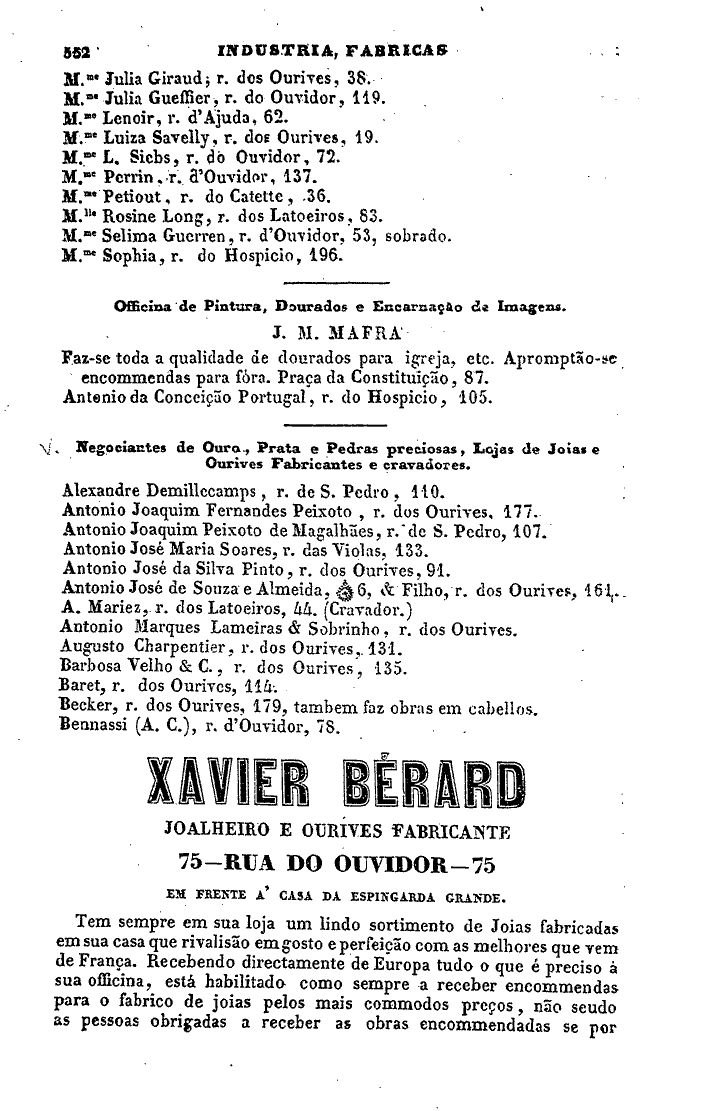 552 INDUSTRIA, FABRICAS
M.me Julia Giraud; r. dos Ourives, 38.
M.me Julia Gueffier, r. do Ouvidor, 119.
M.me Lenoir, r. d'Ajuda, 62.
M.me Luiza Savelly, r. dos Ourives, 19.
M.me L. Siebs, r. do Ouvidor, 72.
M.me Perrin, r. d'Ouvidor, 137.
M.me Petiout, r. do Catette, 36.
M.lle Rosine Long, r. dos Latoeiros, 83.
M.me Selima Guerren, r. d'Ouvidor, 53, sobrado.
M.me Sophia, r. do Hospicio, 196.
Officina de Pintura, Dourados e Encarnação de Imagens.
J. M. MAFRA
Faz-se toda a qualidade de dourados para igreja, etc. Apromptão-se
encommendas para fóra. Praça da Constituição, 87.
Antonio da Conceição Portugal, r. do Hospicio, 105.
Negociantes de Ouro, Prata e Pedras preciosas, Lojas de Joias e
Ourives Fabricantes e cravadores.
Alexandre Demillecamps, r. de S. Pedro, 110.
Antonio Joaquim Fernandes Peixoto, r. dos Ourives, 177.
Antonio Joaquim Peixoto de Magalhães, r. de S. Pedro, 107.
Antonio José Maria Soares, r. das Violas, 133.
Antonio José da Silva Pinto, r. dos Ourives, 91.
Antonio José de Souza e Almeida, 6, & Filho, r. dos Ourives, 161.
A. Mariez, r. dos Latoeiros, 44. (Cravador.)
Antonio Marques Lameiras & Sobrinho, r. dos Ourives.
Augusto Charpentier, r. dos Ourives, 131.
Barbosa Velho & C., r. dos Ourives, 135.
Baret, r. dos Ourives, 114.
Becker, r. dos Ourives, 179, tambem faz obras em cabellos.
Bennassi (A. C.), r. d'Ouvidor, 78.
XAVIER BÉRARD
JOALHEIRO E OURIVES FABRICANTE
75—RUA DO OUVIDOR—75
EM FRENTE A' CASA DA ESPINGARDA GRANDE.
Tem sempre em sua loja um lindo sortimento de Joias fabricadas
em sua casa que rivalisão em gosto e perfeição com as melhores que vem
de França. Recebendo directamente de Europa tudo o que é preciso á
sua officina, está habilitado como sempre a receber encommendas
para o fabrico de joias pelos mais commodos preços, não seudo
as pessoas obrigadas a receber as obras encommendadas se por